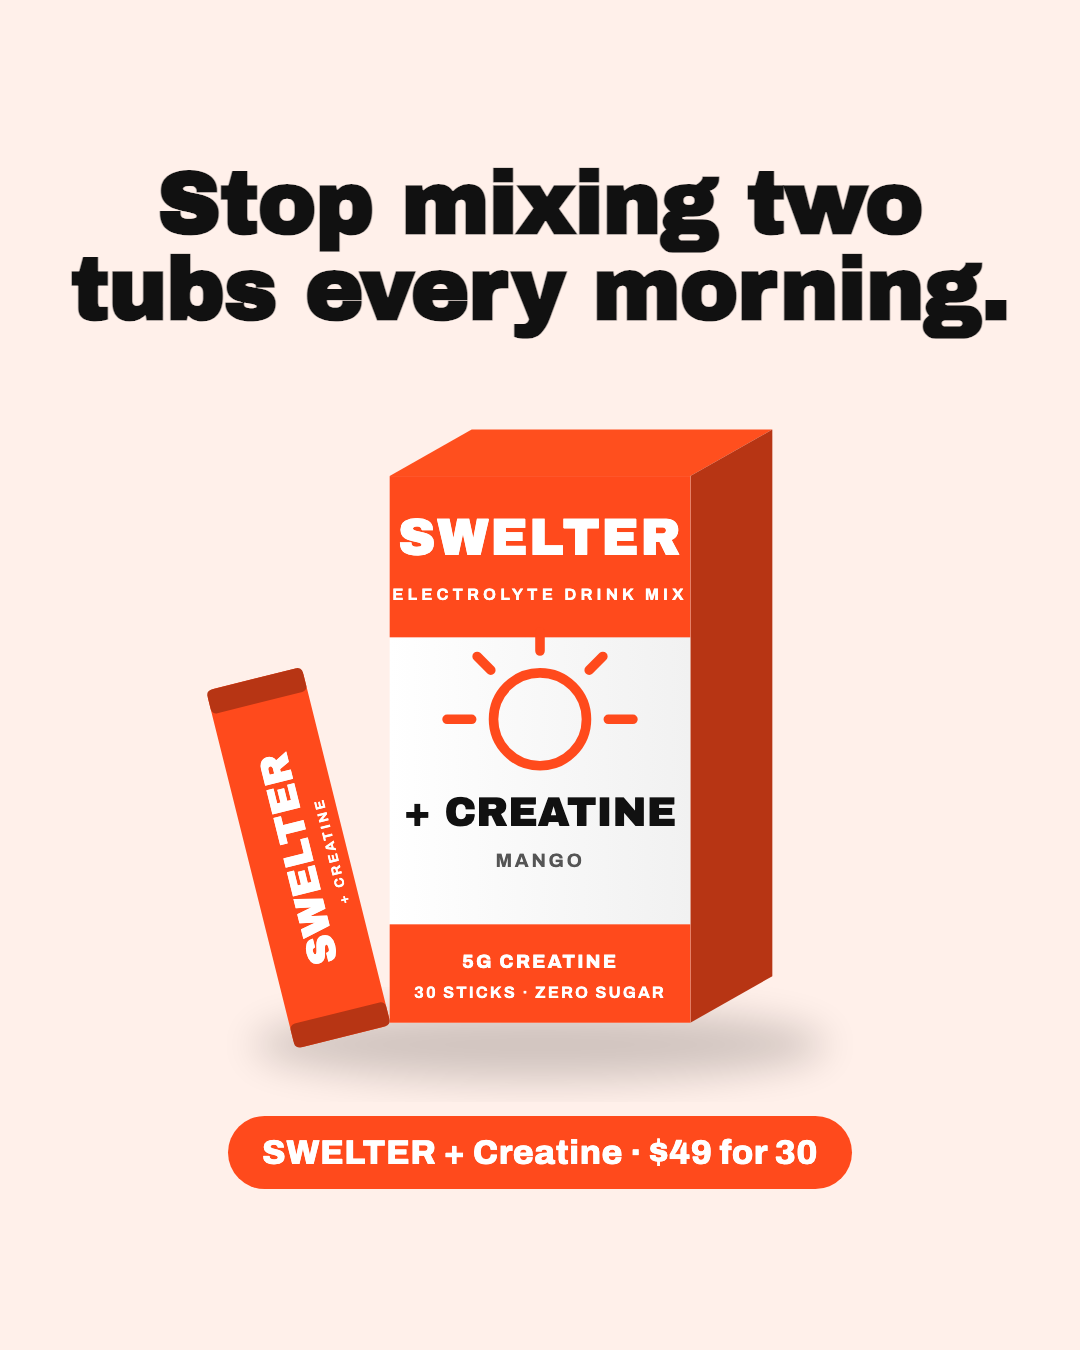 Stop mixing two
tubs every morning.
SWELTER
ELECTROLYTE DRINK MIX
+ CREATINE
MANGO
5G CREATINE
30 STICKS · ZERO SUGAR
SWELTER
+ CREATINE
SWELTER + Creatine · $49 for 30